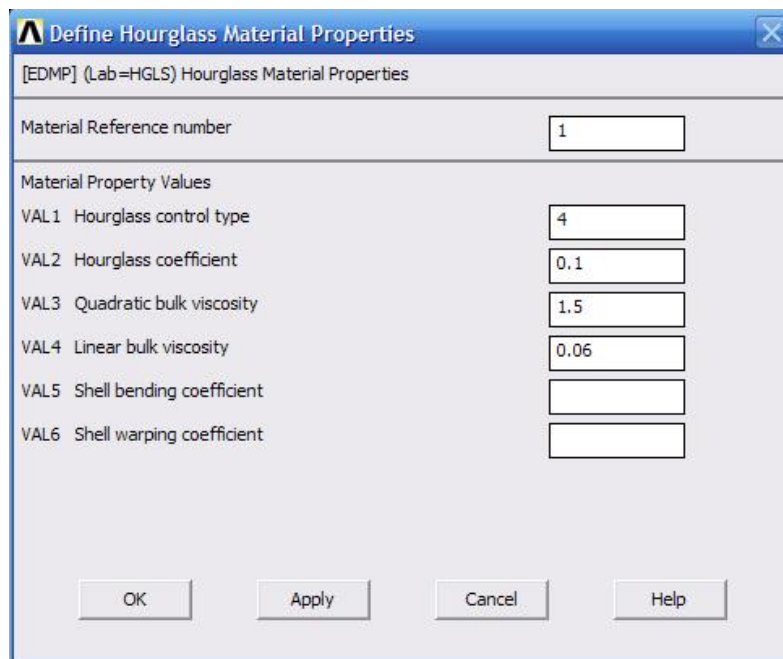 Define Hourglass Material Properties
[EDMP] (Lab=HGLS) Hourglass Material Properties
Material Reference number 1
Material Property Values
VAL1 Hourglass control type 4
VAL2 Hourglass coefficient 0.1
VAL3 Quadratic bulk viscosity 1.5
VAL4 Linear bulk viscosity 0.06
VAL5 Shell bending coefficient
VAL6 Shell warping coefficient
OK Apply Cancel Help